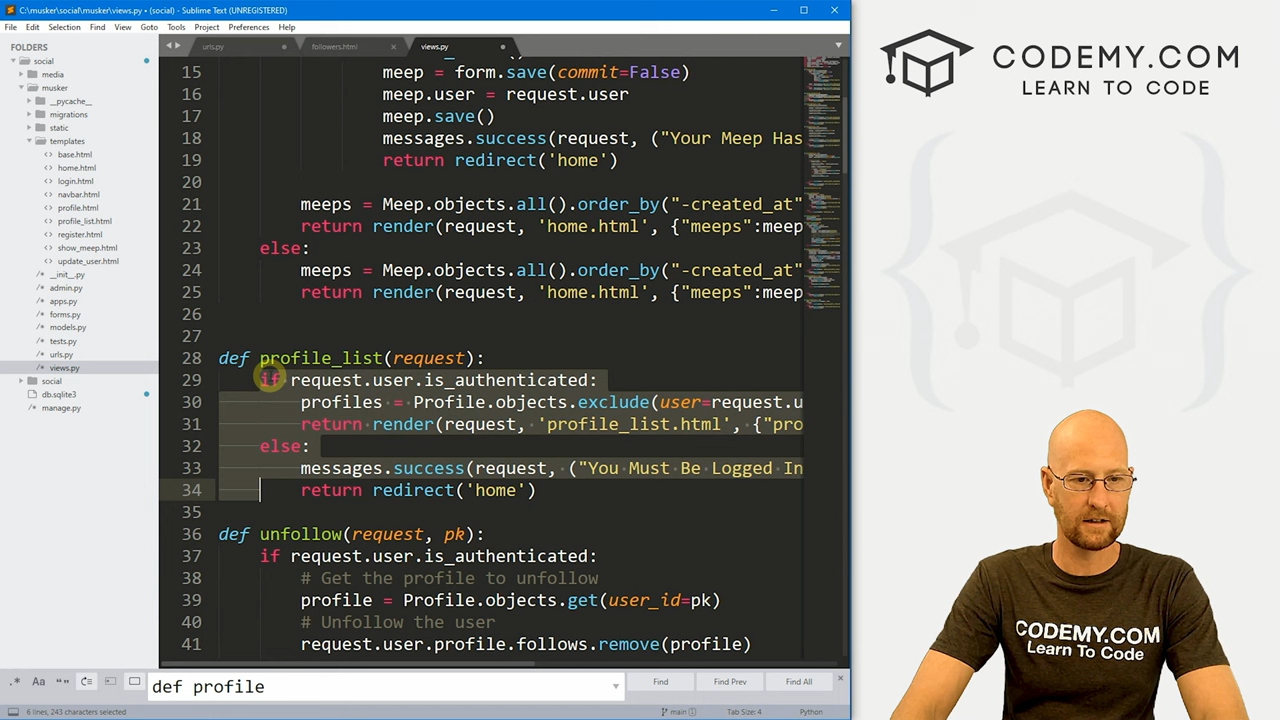 C:\musker\social\musker\views.py • (social) - Sublime Text (UNREGISTERED)
File Edit Selection Find View Goto Tools Project Preferences Help
FOLDERS
social
media
musker
__pycache__
migrations
static
templates
base.html
home.html
login.html
navbar.html
profile.html
profile_list.html
register.html
show_meep.html
update_user.html
__init__.py
admin.py
apps.py
forms.py
models.py
tests.py
urls.py
views.py
social
db.sqlite3
manage.py
urls.py followers.html views.py
15 meep = form.save(commit=False)
16 meep.user = request.user
17 meep.save()
18 messages.success(request, ("Your Meep Has
19 return redirect('home')
20
21 meeps = Meep.objects.all().order_by("-created_at"
22 return render(request, 'home.html', {"meeps":meep
23 else:
24 meeps = Meep.objects.all().order_by("-created_at"
25 return render(request, 'home.html', {"meeps":meep
26
27
28 def profile_list(request):
29 if request.user.is_authenticated:
30 profiles = Profile.objects.exclude(user=request.u
31 return render(request, 'profile_list.html', {"pro
32 else:
33 messages.success(request, ("You Must Be Logged In
34 return redirect('home')
35
36 def unfollow(request, pk):
37 if request.user.is_authenticated:
38 # Get the profile to unfollow
39 profile = Profile.objects.get(user_id=pk)
40 # Unfollow the user
41 request.user.profile.follows.remove(profile)
.* Aa def profile Find Find Prev Find All
6 lines, 243 characters selected main Tab Size: 4 Python
CODEMY.COM
LEARN TO CODE
CODEMY.COM
Learn To Code